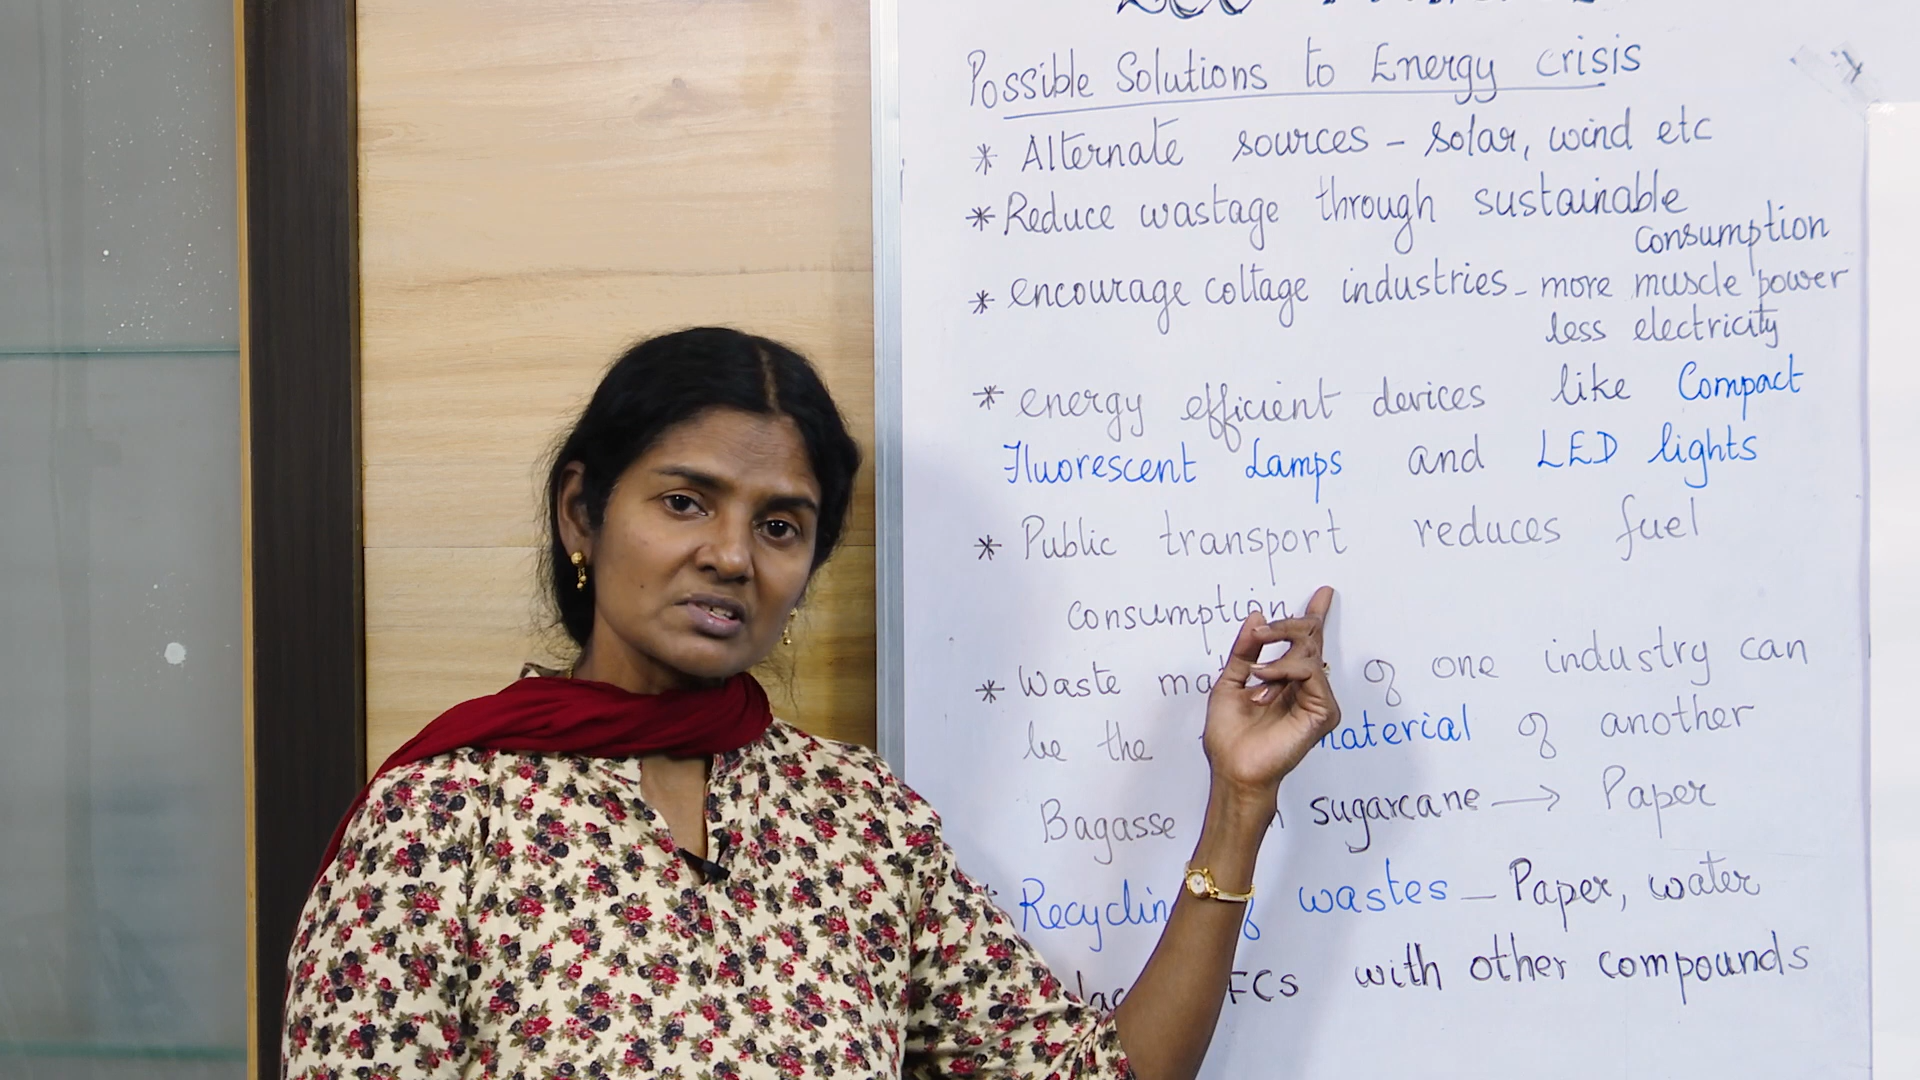 Possible Solutions to Energy crisis
* Alternate sources - solar, wind etc
* Reduce wastage through sustainable
consumption
* encourage cottage industries - more muscle power
less electricity
* energy efficient devices like Compact
Fluorescent Lamps and LED lights
* Public transport reduces fuel
consumption
* Waste of one industry can
be the material of another
Bagasse sugarcane → Paper
Recycling wastes - Paper, water
with other compounds